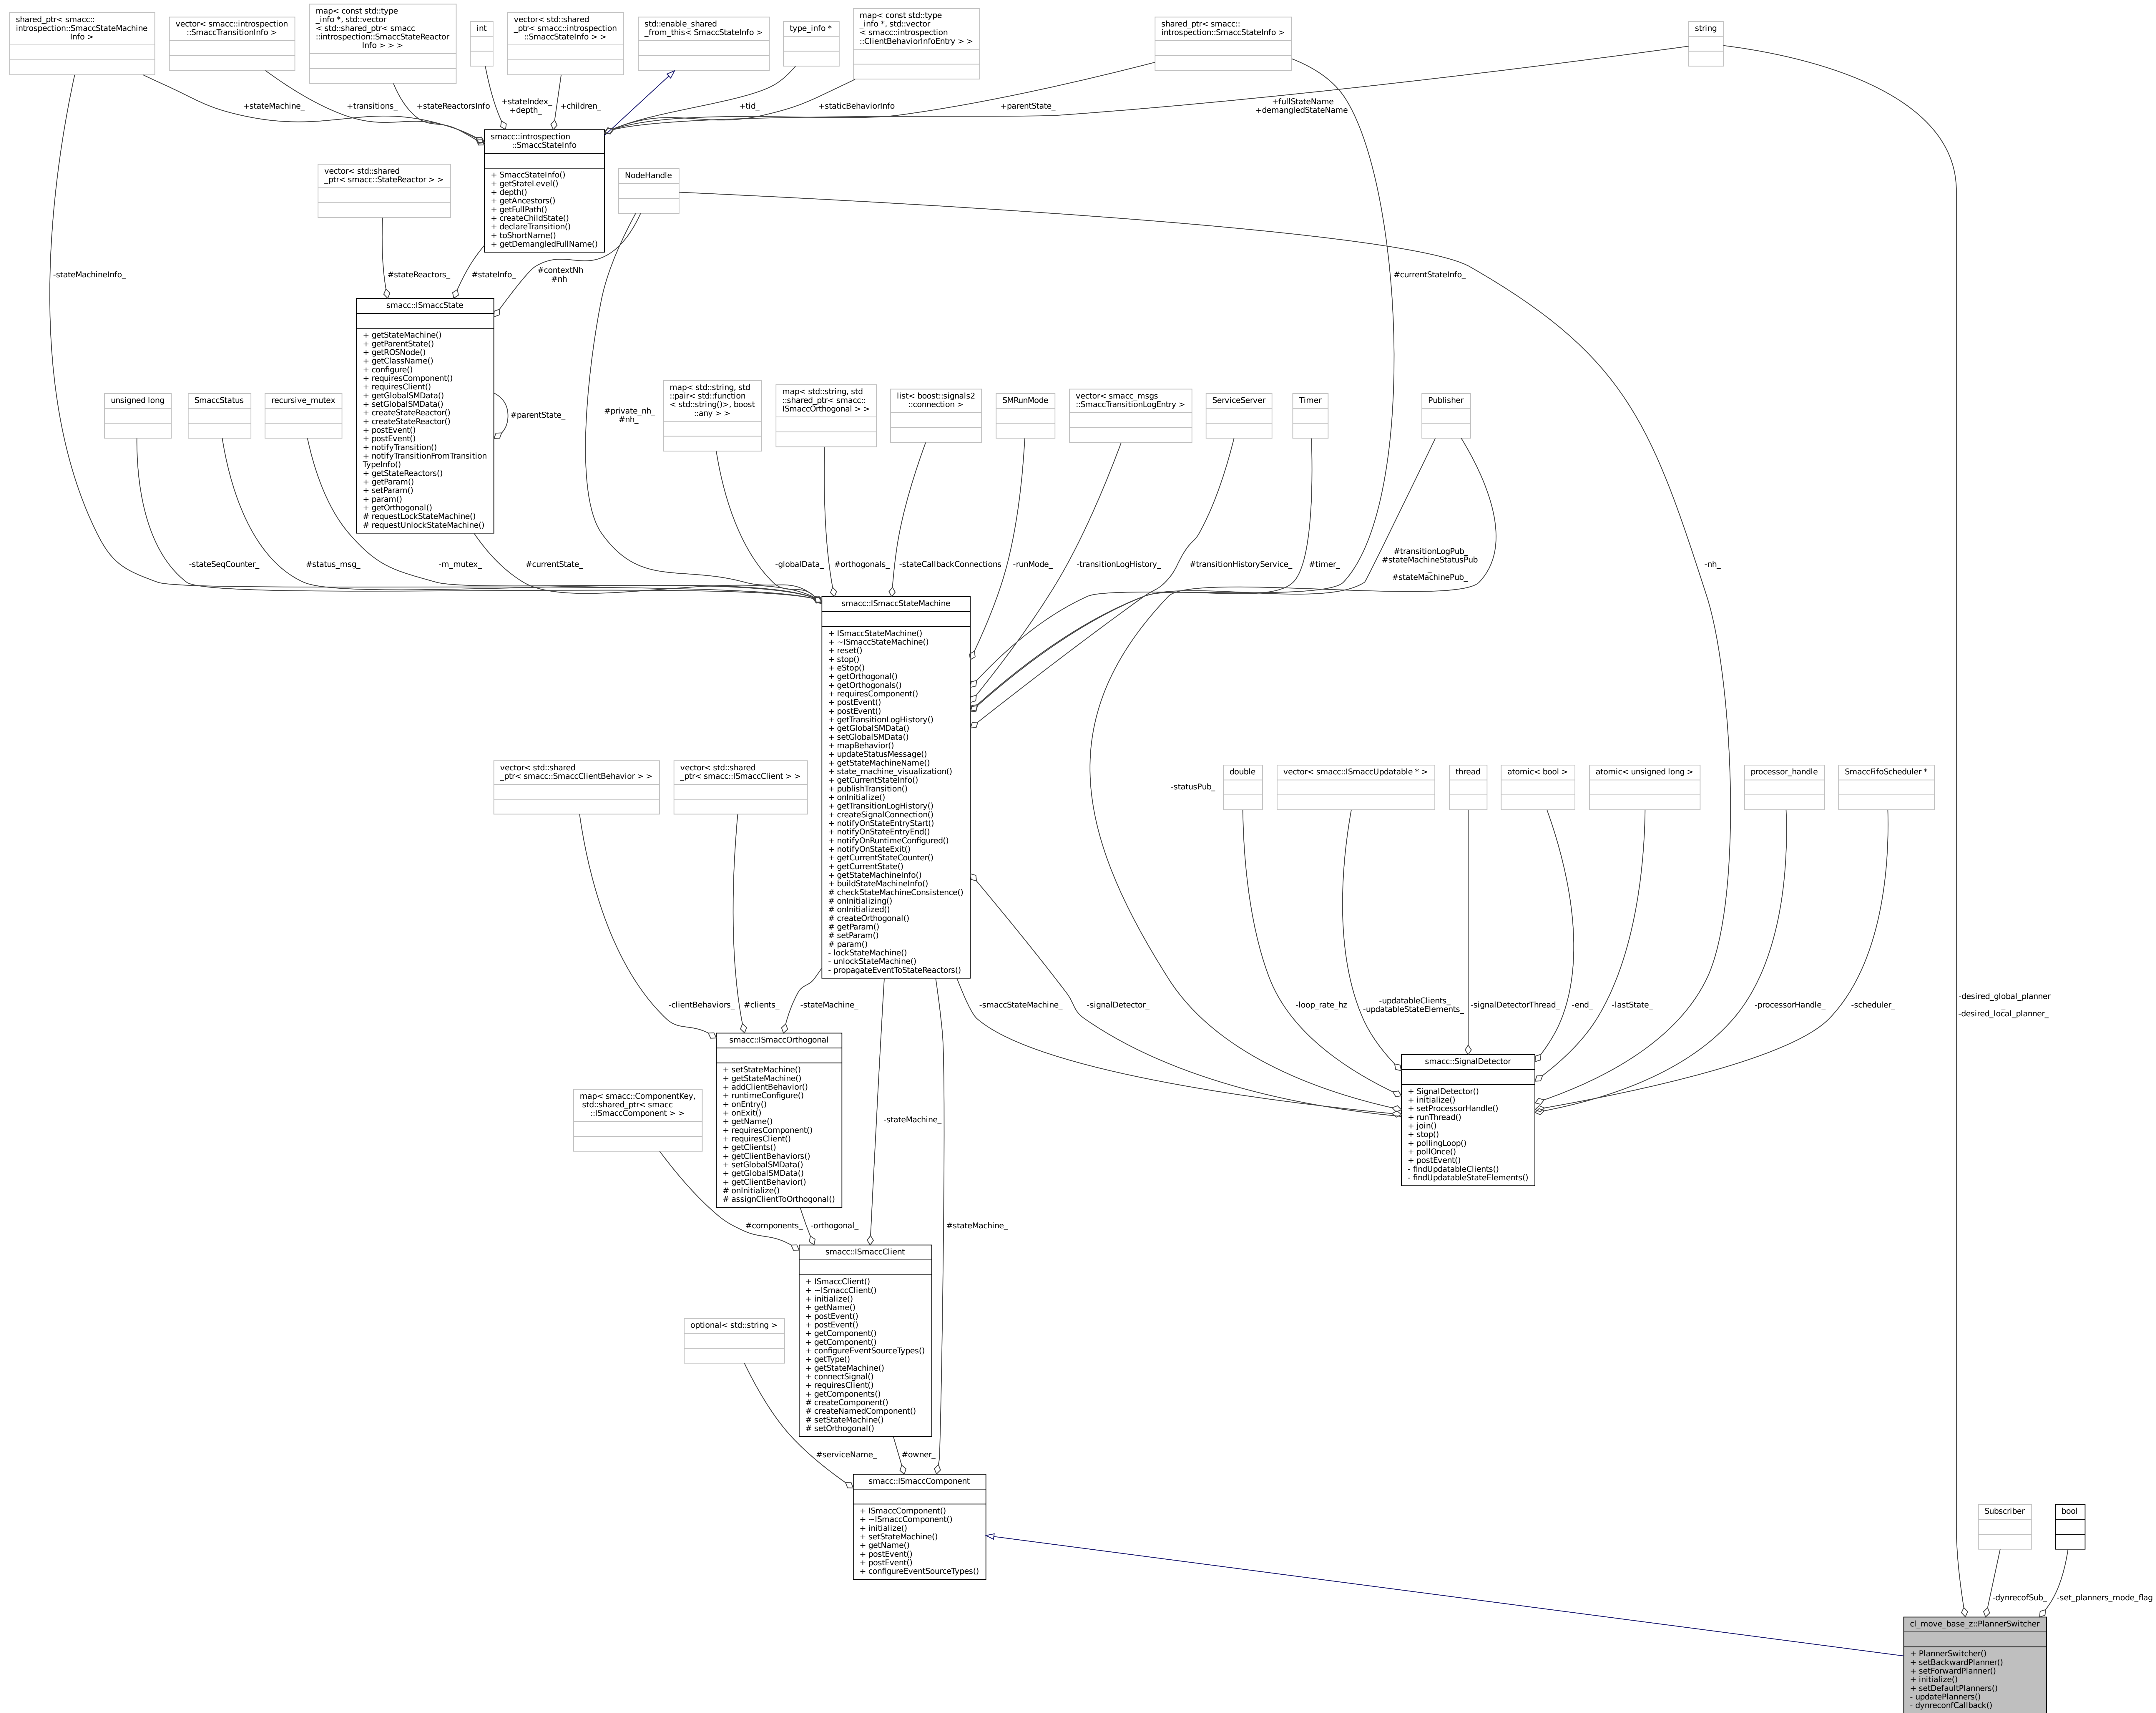 shared_ptr< smacc::
introspection::SmaccStateMachine
Info >
vector< smacc::introspection
::SmaccTransitionInfo >
map< const std::type
_info *, std::vector
< std::shared_ptr< smacc
::introspection::SmaccStateReactor
Info > > >
int
vector< std::shared
_ptr< smacc::introspection
::SmaccStateInfo > >
std::enable_shared
_from_this< SmaccStateInfo >
type_info *
map< const std::type
_info *, std::vector
< smacc::introspection
::ClientBehaviorInfoEntry > >
shared_ptr< smacc::
introspection::SmaccStateInfo >
string
+stateMachine_
+transitions_
+stateReactorsInfo
+stateIndex_
+depth_
+children_
+tid_
+staticBehaviorInfo
+parentState_
+fullStateName
+demangledStateName
smacc::introspection
::SmaccStateInfo
+ SmaccStateInfo()
+ getStateLevel()
+ depth()
+ getAncestors()
+ getFullPath()
+ createChildState()
+ declareTransition()
+ toShortName()
+ getDemangledFullName()
vector< std::shared
_ptr< smacc::StateReactor > >
NodeHandle
-stateMachineInfo_
#stateReactors_
#stateInfo_
#contextNh
#nh
#currentStateInfo_
smacc::ISmaccState
+ getStateMachine()
+ getParentState()
+ getROSNode()
+ getClassName()
+ configure()
+ requiresComponent()
+ requiresClient()
+ getGlobalSMData()
+ setGlobalSMData()
+ createStateReactor()
+ createStateReactor()
+ postEvent()
+ postEvent()
+ notifyTransition()
+ notifyTransitionFromTransition
TypeInfo()
+ getStateReactors()
+ getParam()
+ setParam()
+ param()
+ getOrthogonal()
# requestLockStateMachine()
# requestUnlockStateMachine()
#parentState_
#private_nh_
#nh_
unsigned long
SmaccStatus
recursive_mutex
map< std::string, std
::pair< std::function
< std::string()>, boost
::any > >
map< std::string, std
::shared_ptr< smacc::
ISmaccOrthogonal > >
list< boost::signals2
::connection >
SMRunMode
vector< smacc_msgs
::SmaccTransitionLogEntry >
ServiceServer
Timer
Publisher
-stateSeqCounter_
#status_msg_
-m_mutex_
#currentState_
-globalData_
#orthogonals_
-stateCallbackConnections
-runMode_
-transitionLogHistory_
#transitionHistoryService_
#timer_
#transitionLogPub_
#stateMachineStatusPub
_
#stateMachinePub_
-nh_
smacc::ISmaccStateMachine
+ ISmaccStateMachine()
+ ~ISmaccStateMachine()
+ reset()
+ stop()
+ eStop()
+ getOrthogonal()
+ getOrthogonals()
+ requiresComponent()
+ postEvent()
+ postEvent()
+ getTransitionLogHistory()
+ getGlobalSMData()
+ setGlobalSMData()
+ mapBehavior()
+ updateStatusMessage()
+ getStateMachineName()
+ state_machine_visualization()
+ getCurrentStateInfo()
+ publishTransition()
+ onInitialize()
+ getTransitionLogHistory()
+ createSignalConnection()
+ notifyOnStateEntryStart()
+ notifyOnStateEntryEnd()
+ notifyOnRuntimeConfigured()
+ notifyOnStateExit()
+ getCurrentStateCounter()
+ getCurrentState()
+ getStateMachineInfo()
+ buildStateMachineInfo()
# checkStateMachineConsistence()
# onInitializing()
# onInitialized()
# createOrthogonal()
# getParam()
# setParam()
# param()
- lockStateMachine()
- unlockStateMachine()
- propagateEventToStateReactors()
vector< std::shared
_ptr< smacc::SmaccClientBehavior > >
vector< std::shared
_ptr< smacc::ISmaccClient > >
-statusPub_
double
vector< smacc::ISmaccUpdatable * >
thread
atomic< bool >
atomic< unsigned long >
processor_handle
SmaccFifoScheduler *
-clientBehaviors_
#clients_
-stateMachine_
-smaccStateMachine_
-signalDetector_
-loop_rate_hz
-updatableClients_
-updatableStateElements_
-signalDetectorThread_
-end_
-lastState_
-processorHandle_
-scheduler_
-desired_global_planner
_
-desired_local_planner_
smacc::ISmaccOrthogonal
+ setStateMachine()
+ getStateMachine()
+ addClientBehavior()
+ runtimeConfigure()
+ onEntry()
+ onExit()
+ getName()
+ requiresComponent()
+ requiresClient()
+ getClients()
+ getClientBehaviors()
+ setGlobalSMData()
+ getGlobalSMData()
+ getClientBehavior()
# onInitialize()
# assignClientToOrthogonal()
smacc::SignalDetector
+ SignalDetector()
+ initialize()
+ setProcessorHandle()
+ runThread()
+ join()
+ stop()
+ pollingLoop()
+ pollOnce()
+ postEvent()
- findUpdatableClients()
- findUpdatableStateElements()
map< smacc::ComponentKey,
std::shared_ptr< smacc
::ISmaccComponent > >
-stateMachine_
#components_
-orthogonal_
#stateMachine_
smacc::ISmaccClient
+ ISmaccClient()
+ ~ISmaccClient()
+ initialize()
+ getName()
+ postEvent()
+ postEvent()
+ getComponent()
+ getComponent()
+ configureEventSourceTypes()
+ getType()
+ getStateMachine()
+ connectSignal()
+ requiresClient()
+ getComponents()
# createComponent()
# createNamedComponent()
# setStateMachine()
# setOrthogonal()
optional< std::string >
#serviceName_
#owner_
smacc::ISmaccComponent
+ ISmaccComponent()
+ ~ISmaccComponent()
+ initialize()
+ setStateMachine()
+ getName()
+ postEvent()
+ postEvent()
+ configureEventSourceTypes()
Subscriber
bool
-dynrecofSub_
-set_planners_mode_flag
cl_move_base_z::PlannerSwitcher
+ PlannerSwitcher()
+ setBackwardPlanner()
+ setForwardPlanner()
+ initialize()
+ setDefaultPlanners()
- updatePlanners()
- dynreconfCallback()